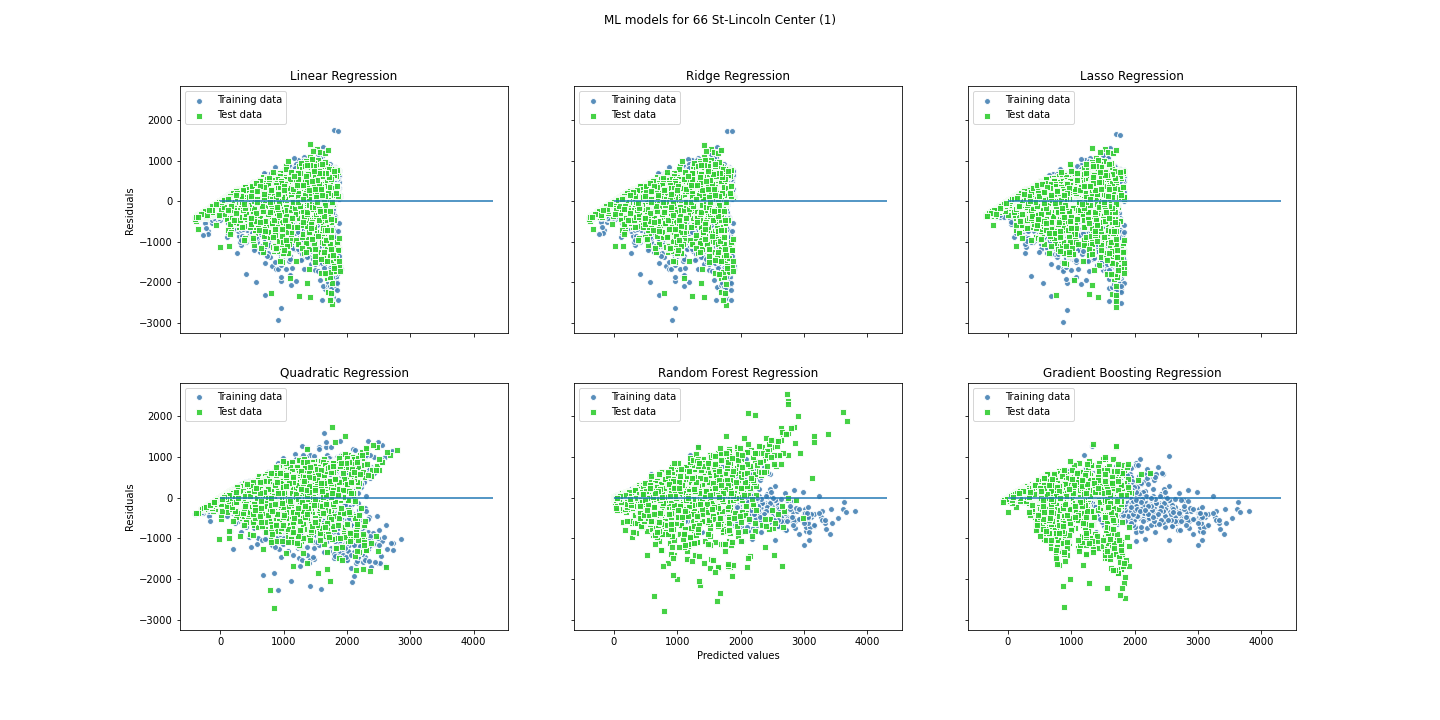 ML models for 66 St-Lincoln Center (1)
Linear Regression
Training data
Test data
2000
1000
0
−1000
−2000
−3000
Residuals
Ridge Regression
Training data
Test data
Lasso Regression
Training data
Test data
Quadratic Regression
Training data
Test data
2000
1000
0
−1000
−2000
−3000
Residuals
0 1000 2000 3000 4000
Random Forest Regression
Training data
Test data
0 1000 2000 3000 4000
Predicted values
Gradient Boosting Regression
Training data
Test data
0 1000 2000 3000 4000